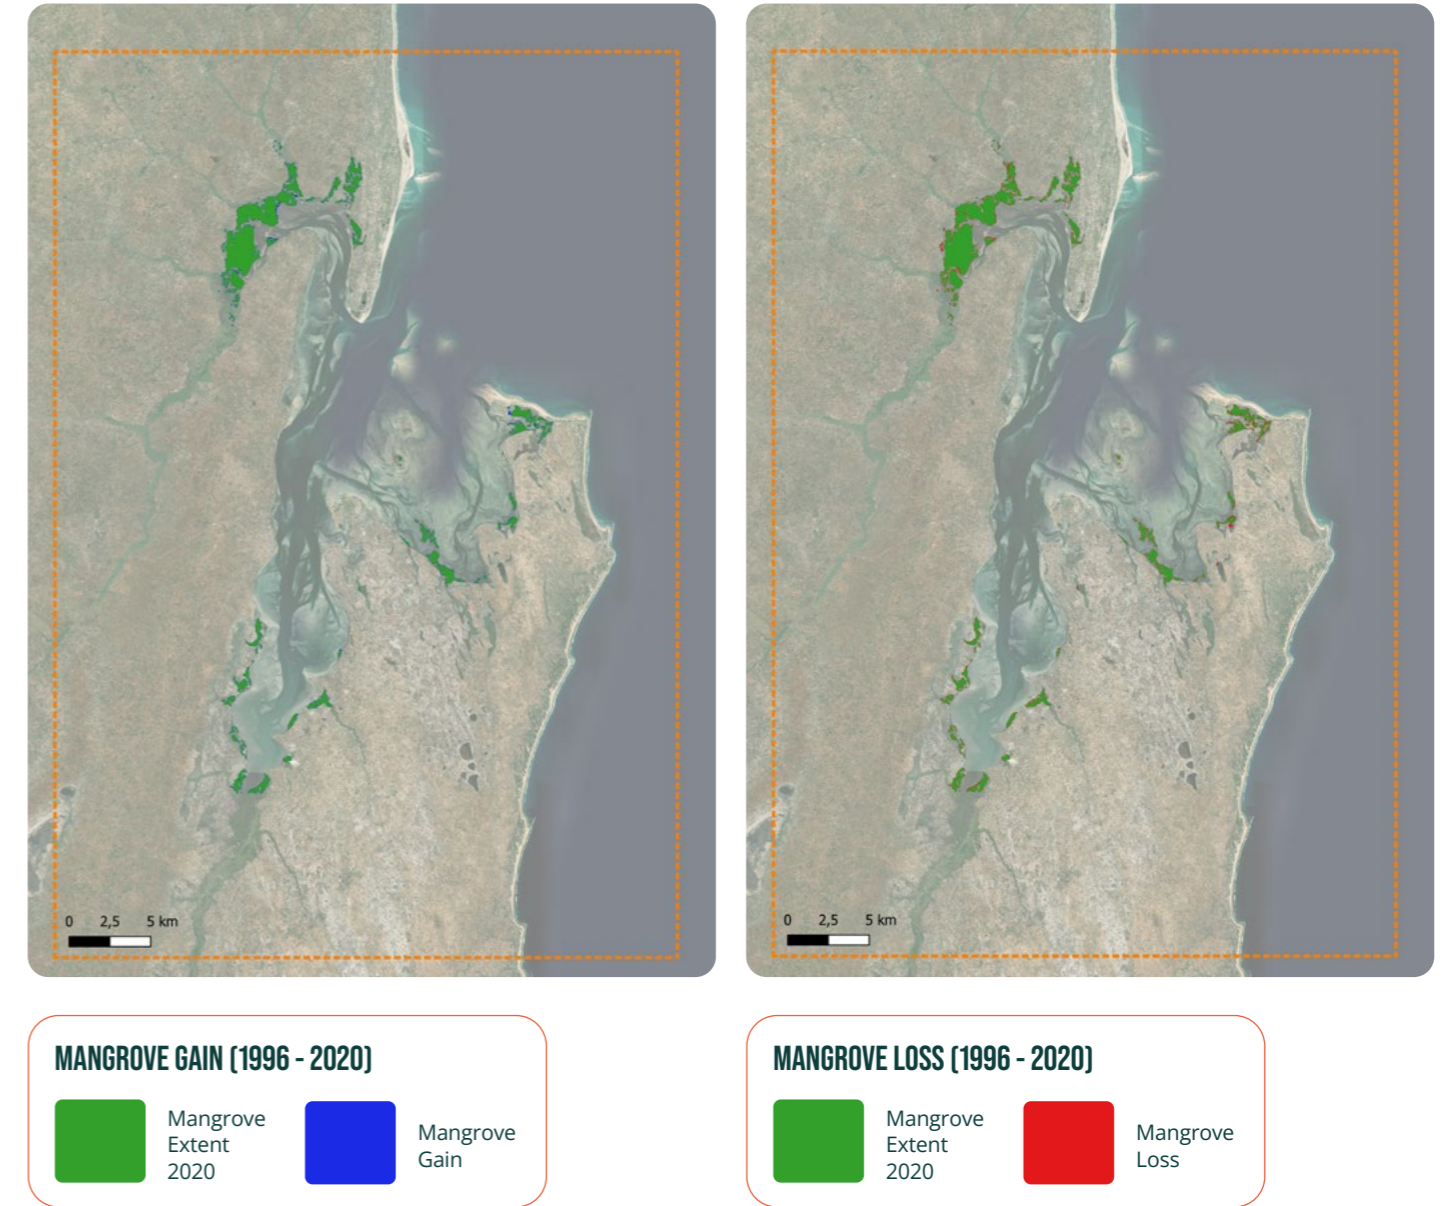 0 2,5 5 km
0 2,5 5 km
MANGROVE GAIN (1996 - 2020)
Mangrove
Extent
2020
Mangrove
Gain
MANGROVE LOSS (1996 - 2020)
Mangrove
Extent
2020
Mangrove
Loss